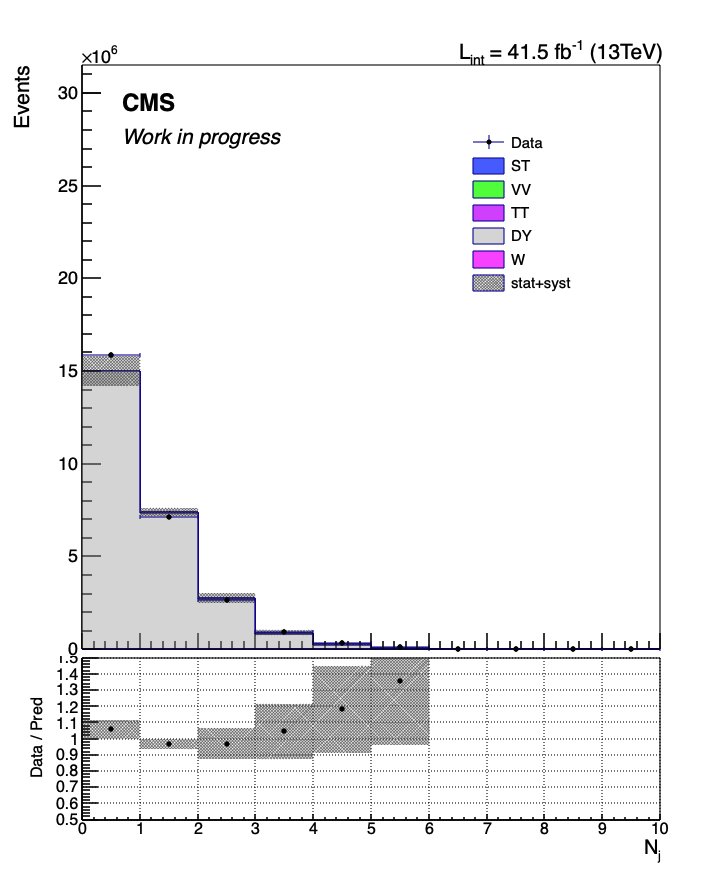 ×10⁶
L_int = 41.5 fb⁻¹ (13TeV)
Events
CMS
Work in progress
Data
ST
VV
TT
DY
W
stat+syst
30
25
20
15
10
5
0
Data / Pred
1.5
1.4
1.3
1.2
1.1
1
0.9
0.8
0.7
0.6
0.5
0 1 2 3 4 5 6 7 8 9 10
N_j